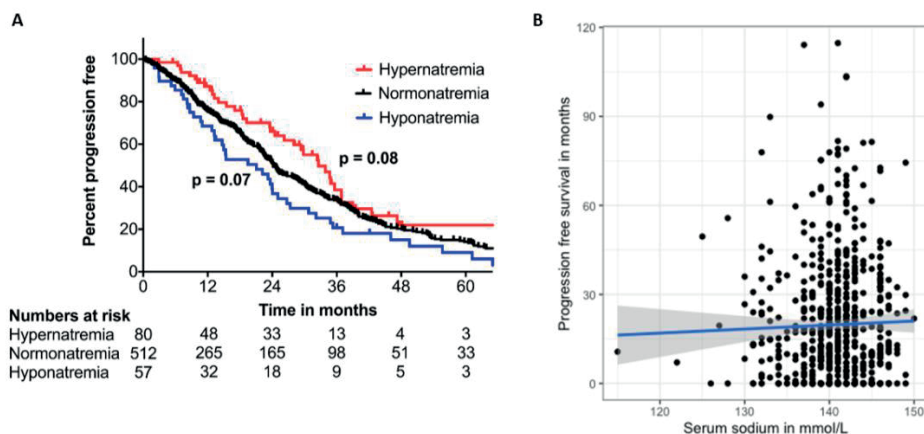 A
Percent progression free
100
80
60
40
20
0
Hypernatremia
Normonatremia
Hyponatremia
p = 0.08
p = 0.07
0 12 24 36 48 60
Time in months
Numbers at risk
Hypernatremia 80 48 33 13 4 3
Normonatremia 512 265 165 98 51 33
Hyponatremia 57 32 18 9 5 3
B
Progression free survival in months
120
90
60
30
0
120 130 140 150
Serum sodium in mmol/L